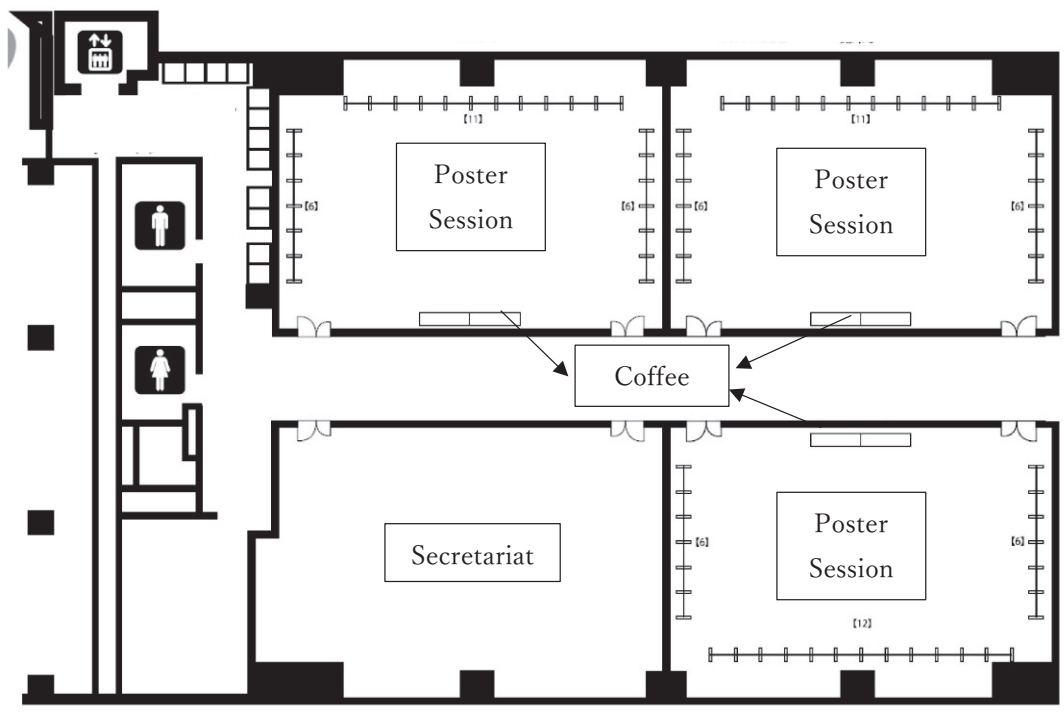 【11】
【11】
Poster
Session
Poster
Session
【6】
【6】
【6】
【6】
Coffee
Secretariat
Poster
Session
【6】
【6】
【12】